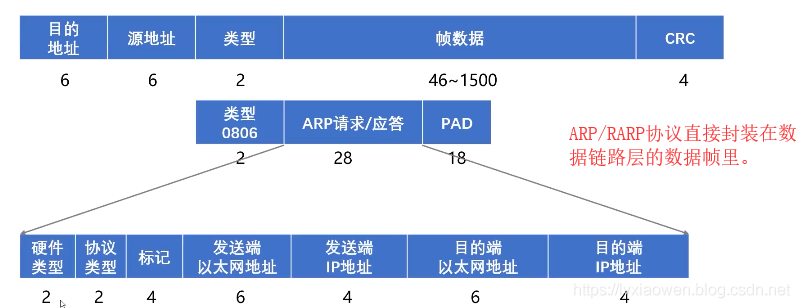 目的
地址
源地址
类型
帧数据
CRC
6
6
2
46~1500
4
类型
0806
ARP请求/应答
PAD
2
28
18
ARP/RARP协议直接封装在数
据链路层的数据帧里。
硬件
类型
协议
类型
标记
发送端
以太网地址
发送端
IP地址
目的端
以太网地址
目的端
IP地址
2
2
4
6
4
6
4
https://lyxiaowen.blog.csdn.net